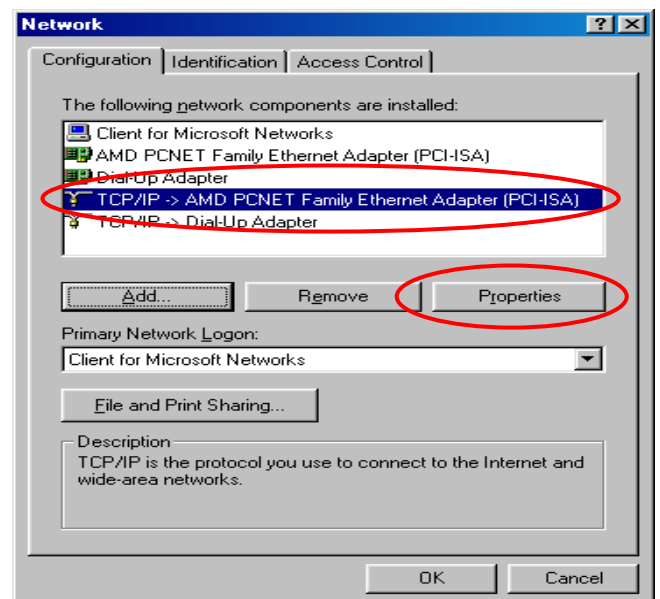 Network
Configuration Identification Access Control
The following network components are installed:
Client for Microsoft Networks
AMD PCNET Family Ethernet Adapter (PCI-ISA)
Dial-Up Adapter
TCP/IP -> AMD PCNET Family Ethernet Adapter (PCI-ISA)
TCP/IP -> Dial-Up Adapter
Add... Remove Properties
Primary Network Logon:
Client for Microsoft Networks
File and Print Sharing...
Description
TCP/IP is the protocol you use to connect to the Internet and
wide-area networks.
OK Cancel